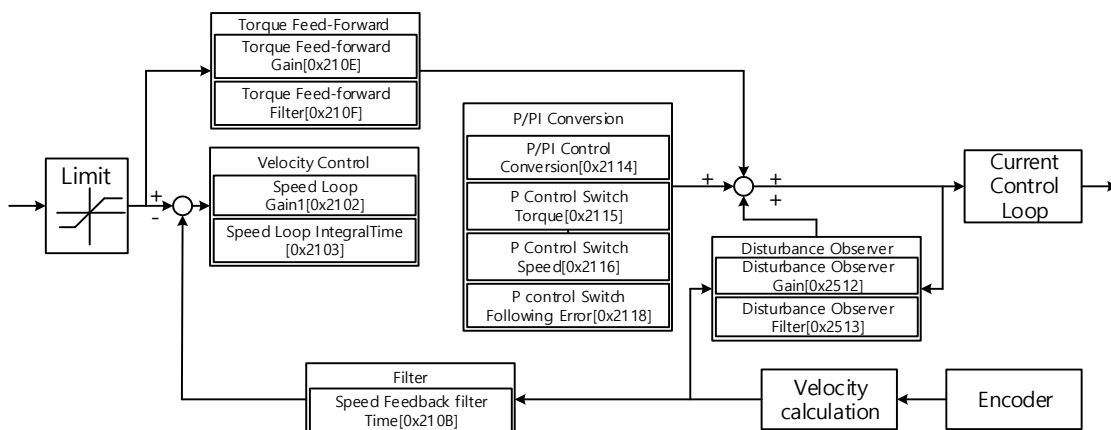 Torque Feed-Forward
Torque Feed-forward
Gain[0x210E]
Torque Feed-forward
Filter[0x210F]
P/PI Conversion
P/PI Control
Conversion[0x2114]
P Control Switch
Torque[0x2115]
P Control Switch
Speed[0x2116]
P control Switch
Following Error[0x2118]
Limit
+
-
Velocity Control
Speed Loop
Gain1[0x2102]
Speed Loop IntegralTime
[0x2103]
+
+
+
Current
Control
Loop
Disturbance Observer
Disturbance Observer
Gain[0x2512]
Disturbance Observer
Filter[0x2513]
Filter
Speed Feedback filter
Time[0x210B]
Velocity
calculation
Encoder